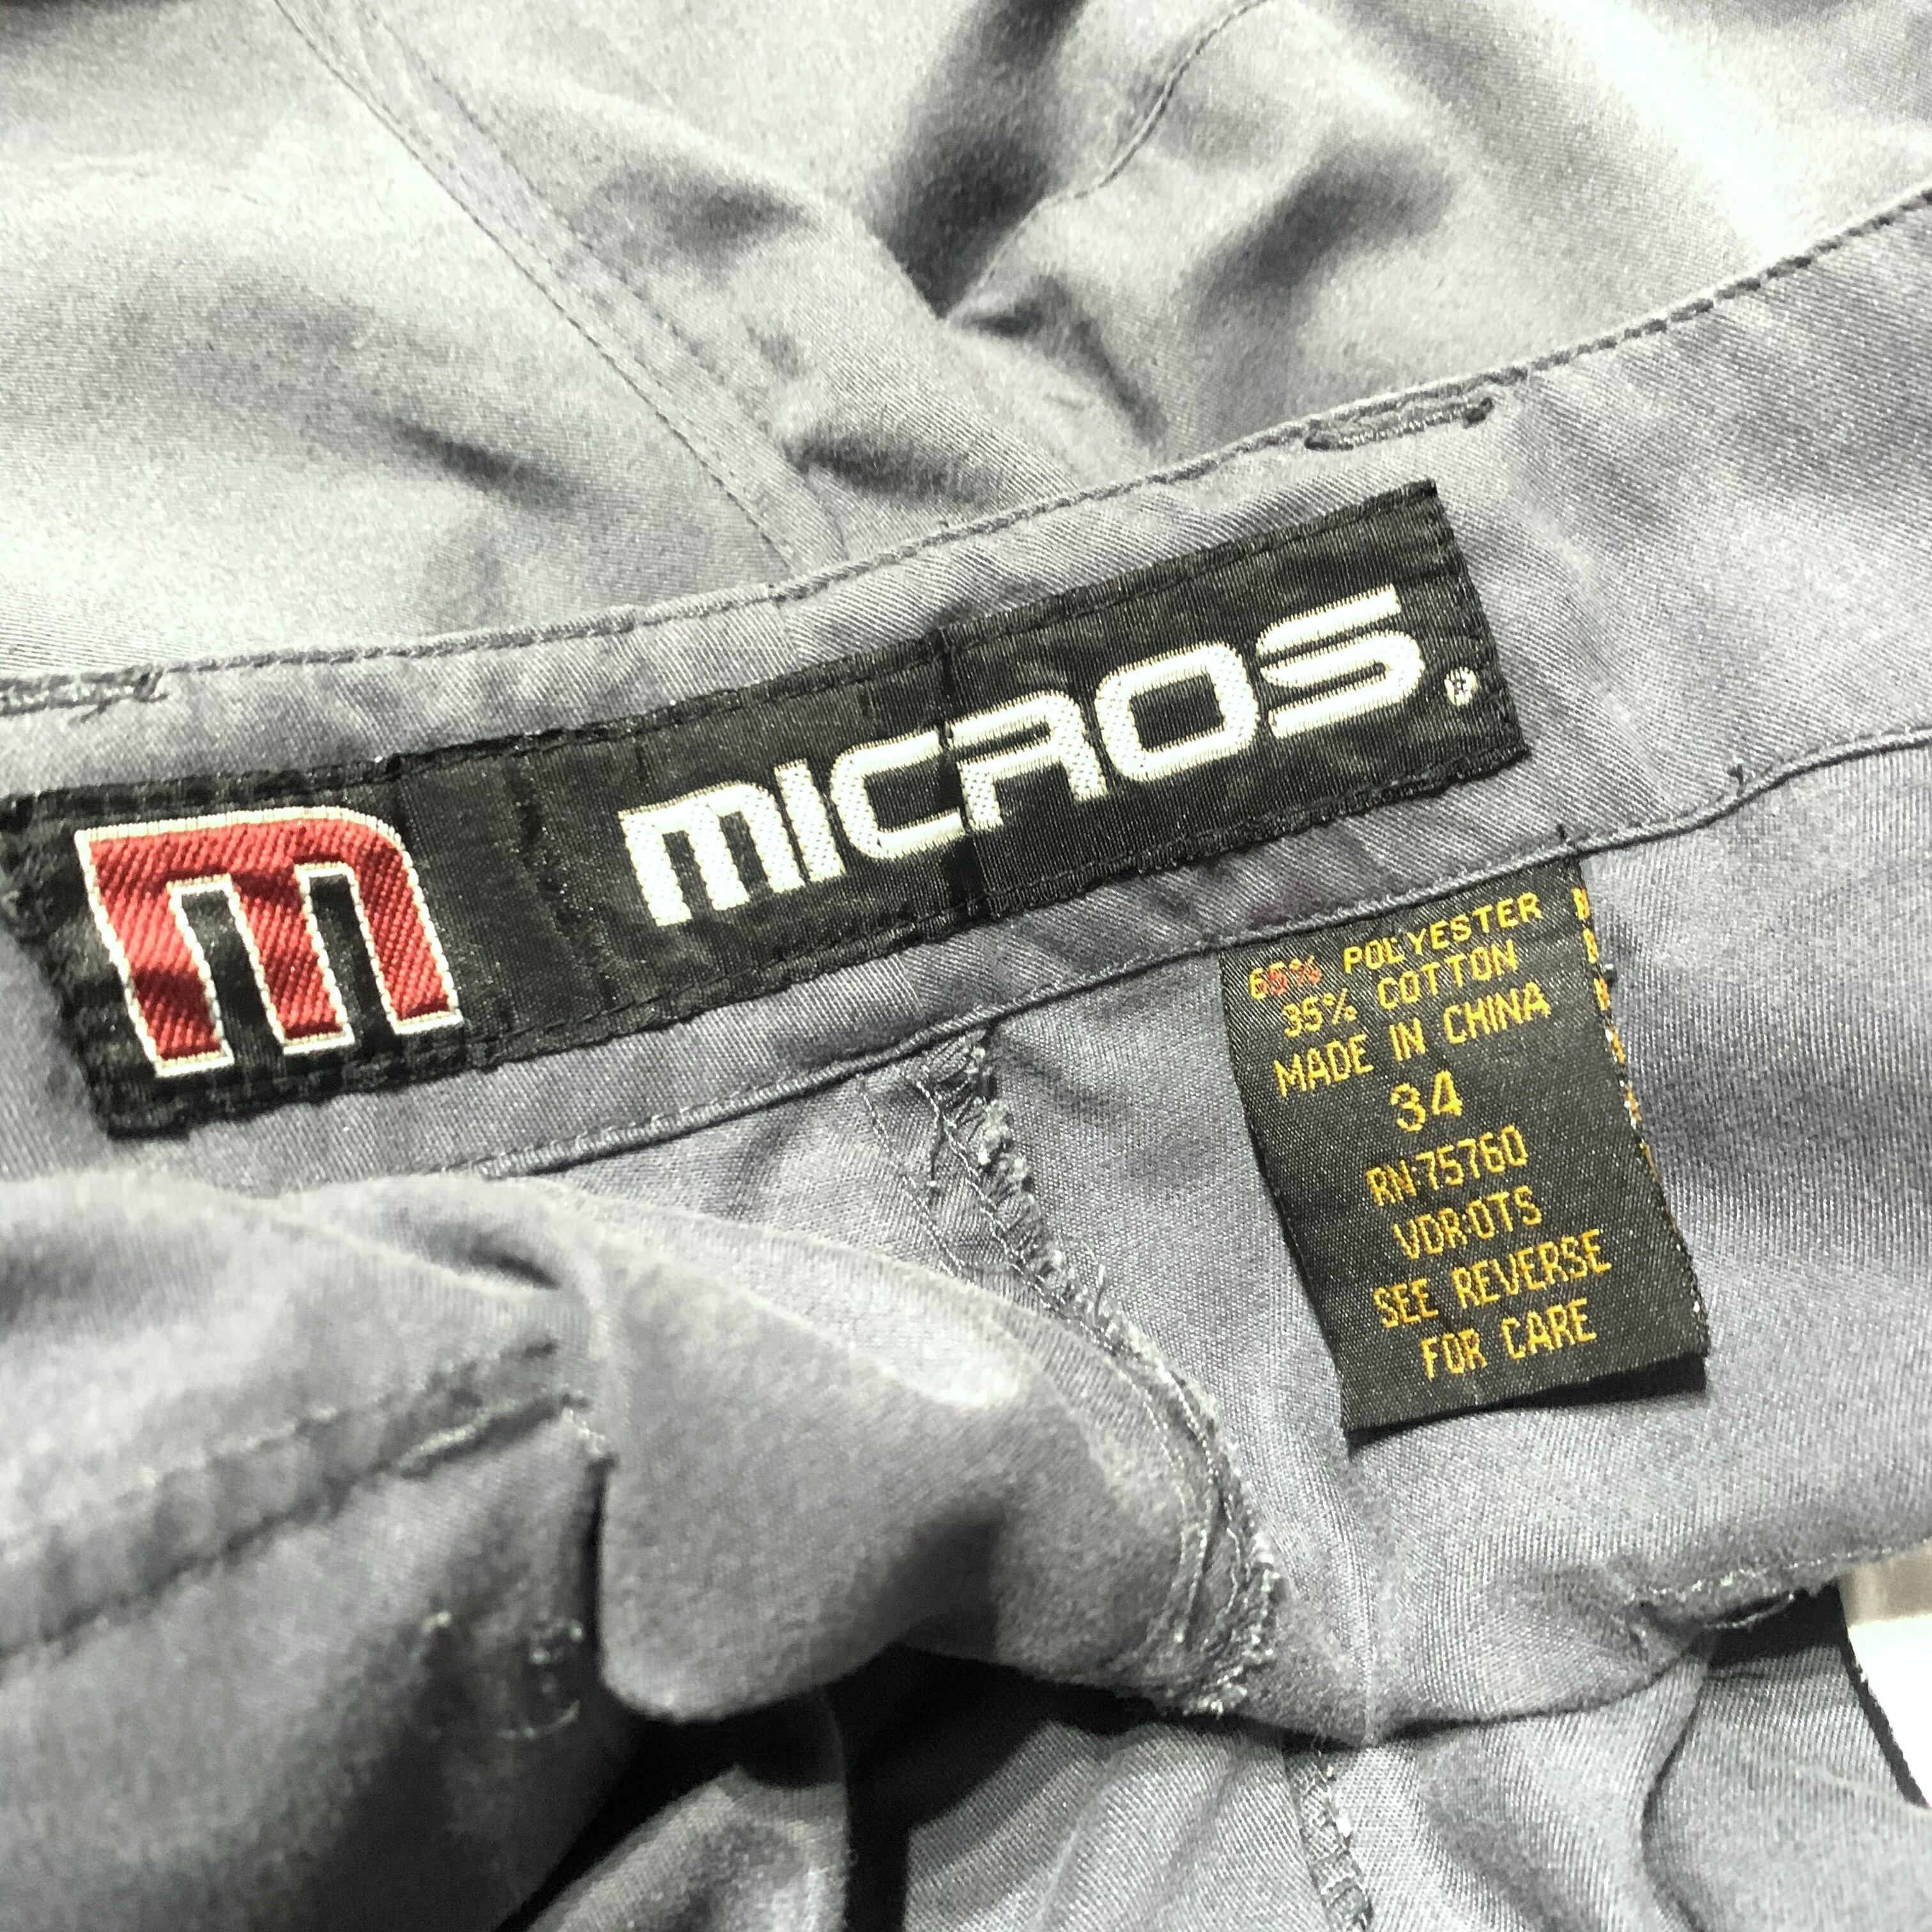 m MICROS®
65% POLYESTER
35% COTTON
MADE IN CHINA
34
RN·75760
VDR:OTS
SEE REVERSE
FOR CARE